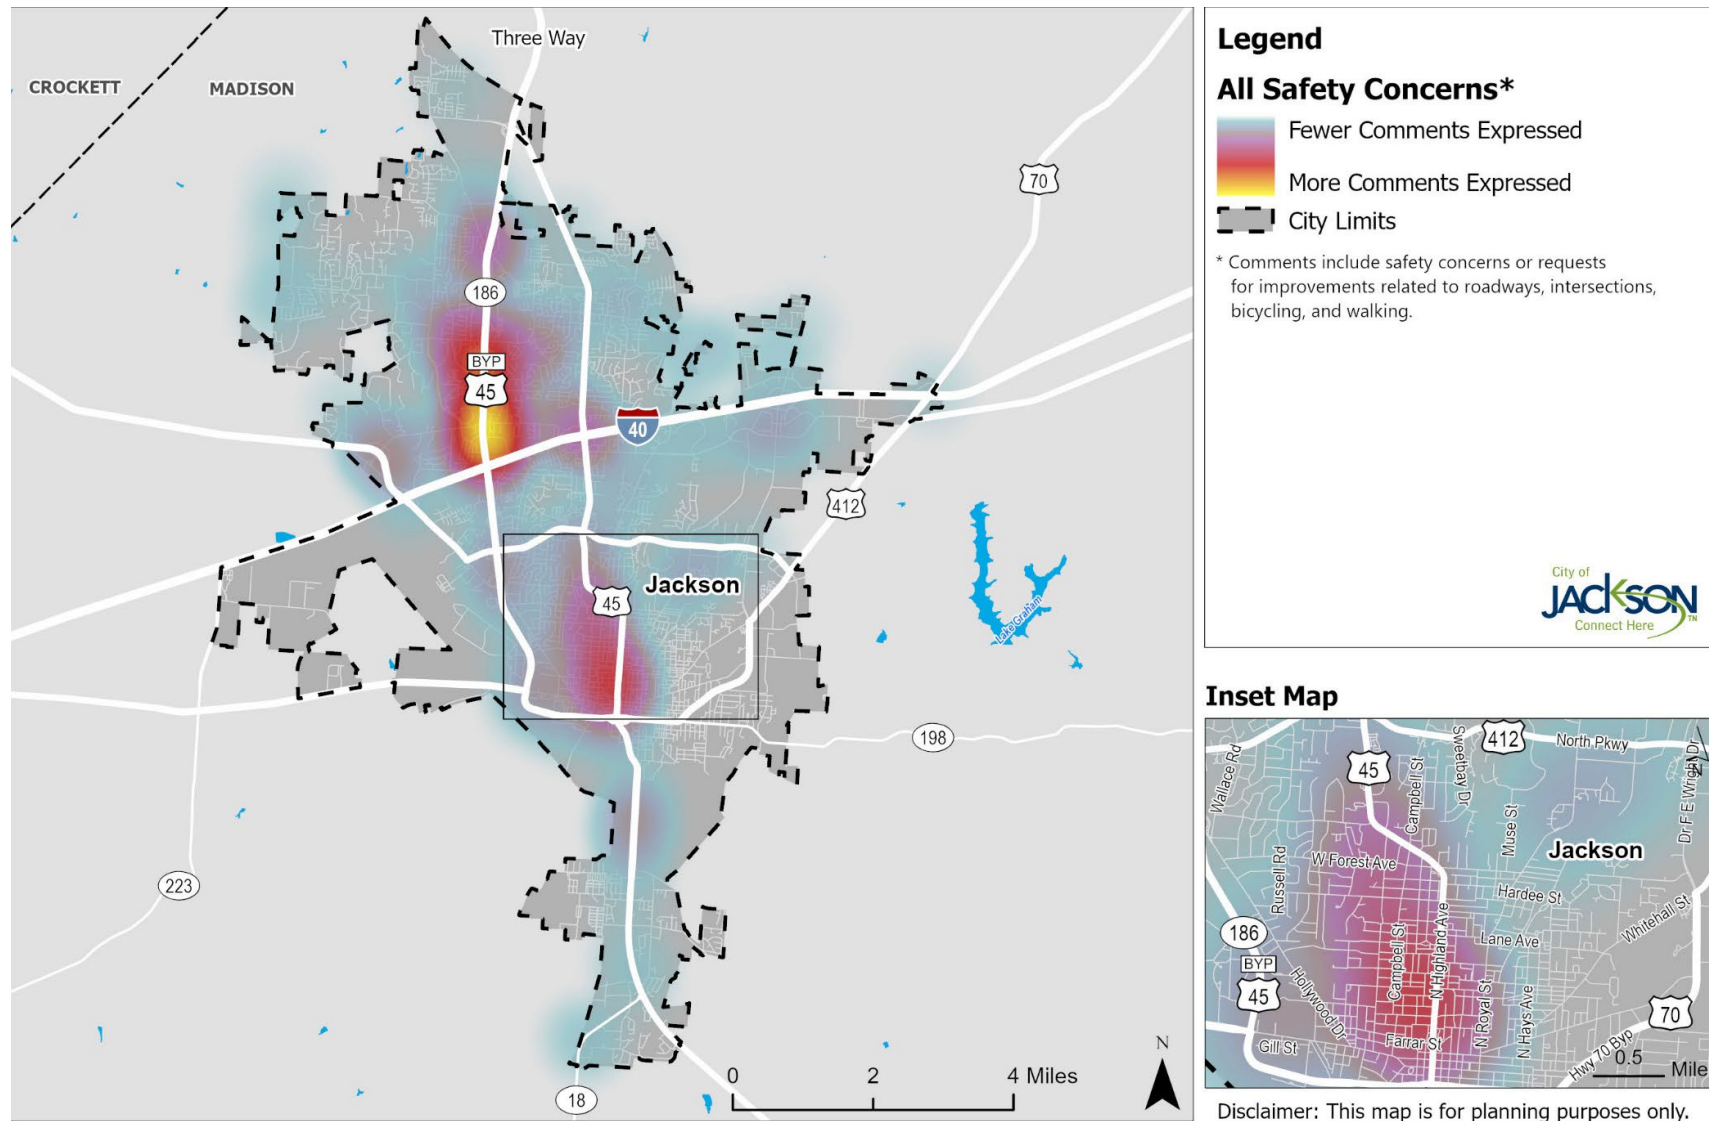 Three Way
CROCKETT
MADISON
70
186
BYP
45
40
412
Jackson
45
Lake Graham
198
223
18
0 2 4 Miles
N
Legend
All Safety Concerns*
Fewer Comments Expressed
More Comments Expressed
City Limits
* Comments include safety concerns or requests
for improvements related to roadways, intersections,
bicycling, and walking.
City of
JACKSON
TN
Connect Here
Inset Map
412
North Pkwy
Wallace Rd
45
Campbell St
Sweetbay Dr
Dr F E Wright Dr
Muse St
Jackson
W Forest Ave
Russell Rd
Hardee St
Whitehall St
N Highland Ave
Campbell St
Lane Ave
186
BYP
45
Hollywood Dr
N Royal St
N Hays Ave
70
Gill St
Farrar St
Hwy 70 Byp
0.5
Mile
N
Disclaimer: This map is for planning purposes only.